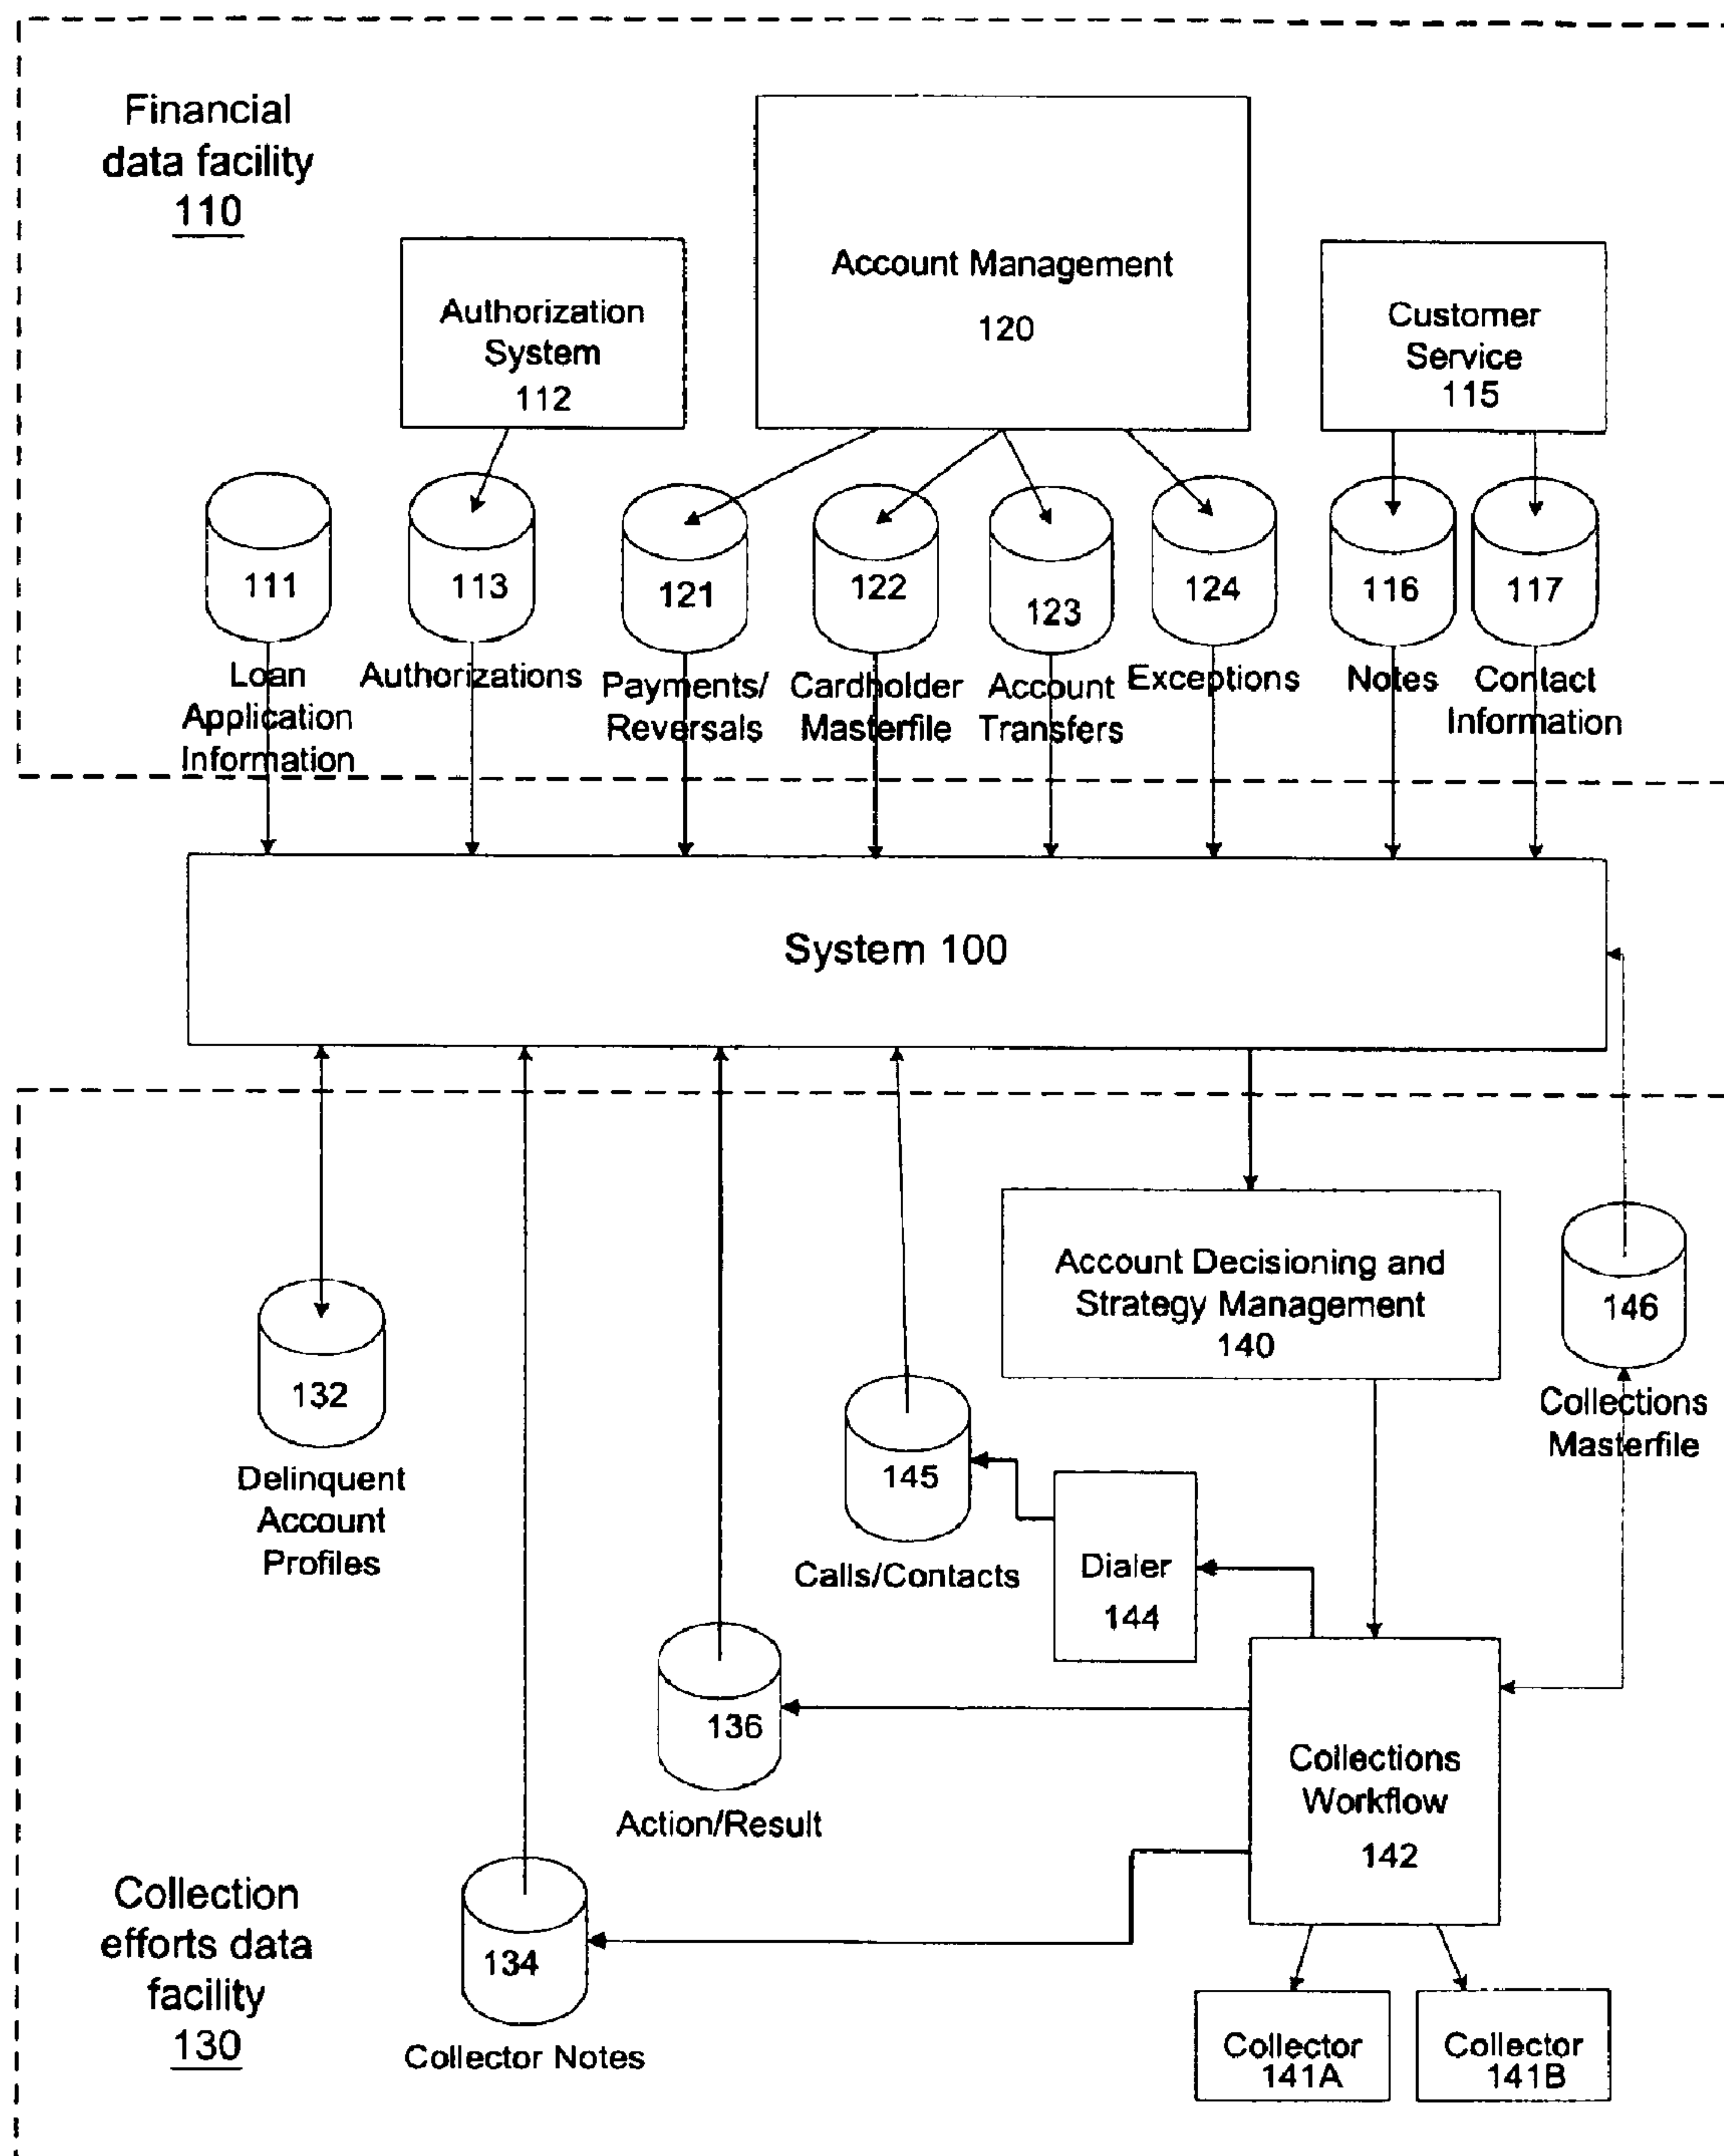 Financial
data facility
110
Authorization
System
112
Account Management
120
Customer
Service
115
111
113
121
122
123
124
116
117
Loan
Application
Information
Authorizations
Payments/
Reversals
Cardholder
Masterfile
Account
Transfers
Exceptions
Notes
Contact
Information
System 100
Account Decisioning and
Strategy Management
140
146
Collections
Masterfile
132
Delinquent
Account
Profiles
145
Calls/Contacts
Dialer
144
136
Action/Result
Collections
Workflow
142
Collection
efforts data
facility
130
134
Collector Notes
Collector
141A
Collector
141B